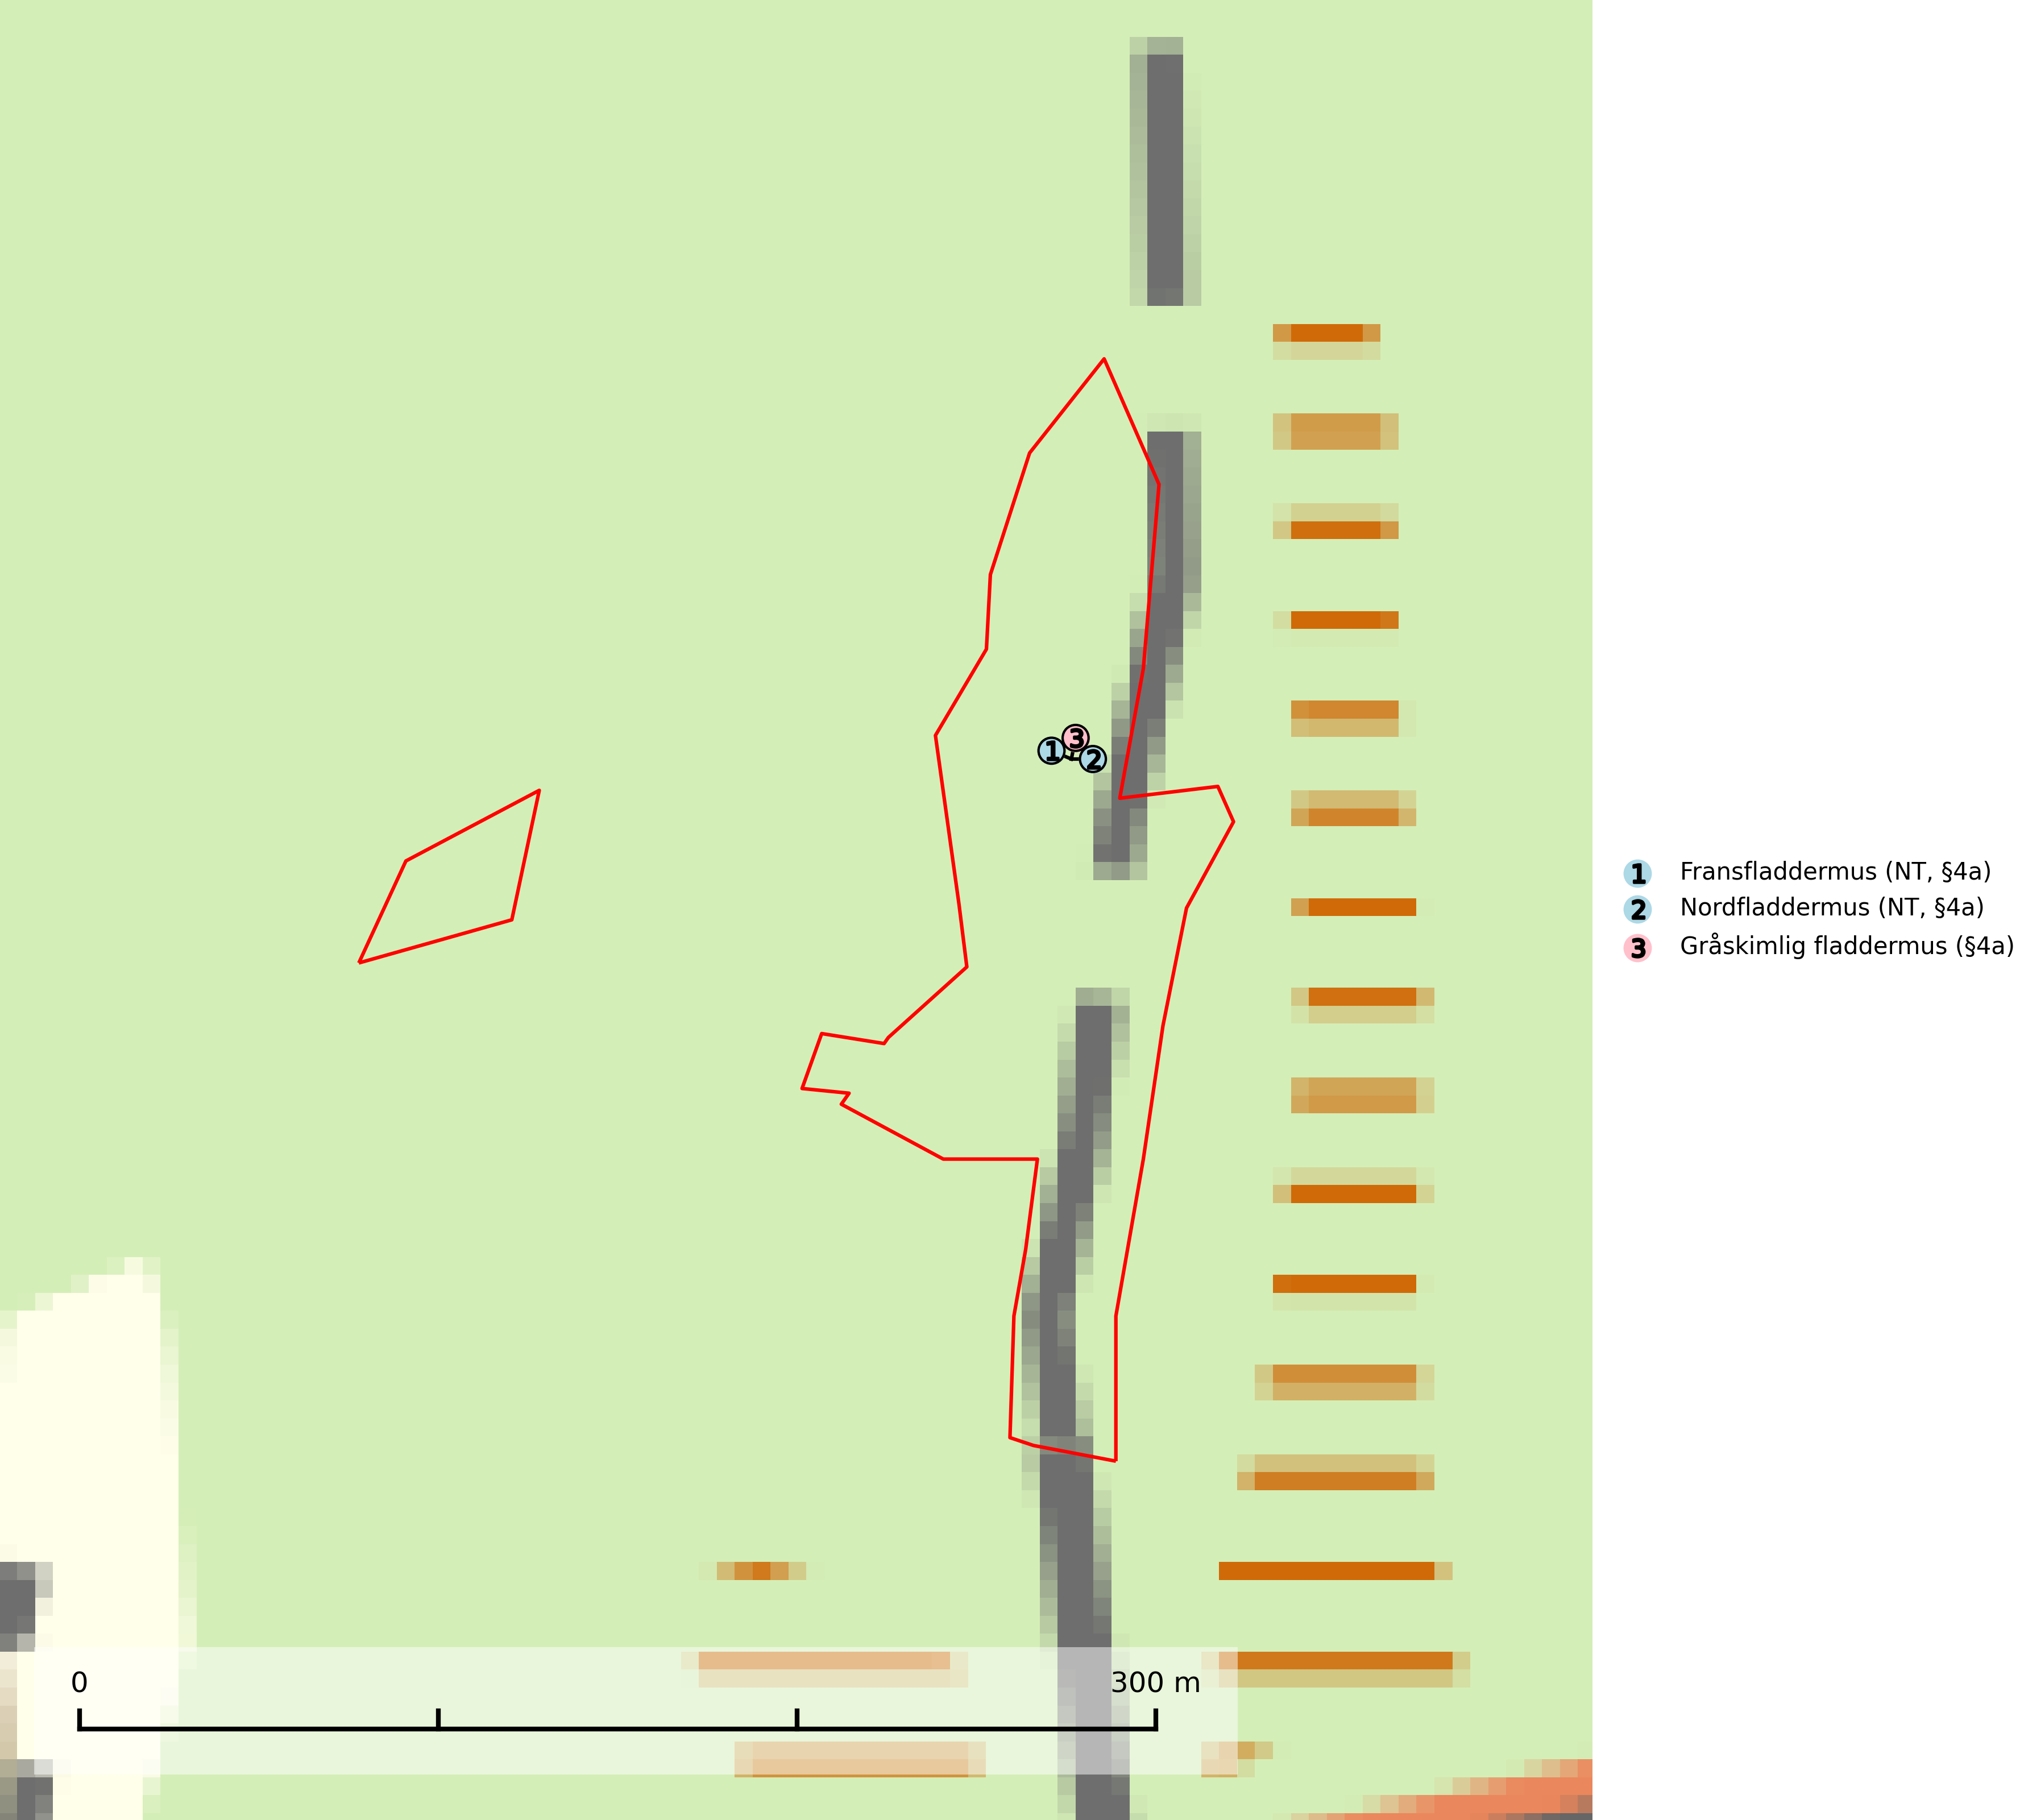 3
1
2
1 Fransfladdermus (NT, §4a)
2 Nordfladdermus (NT, §4a)
3 Gråskimlig fladdermus (§4a)
0 300 m